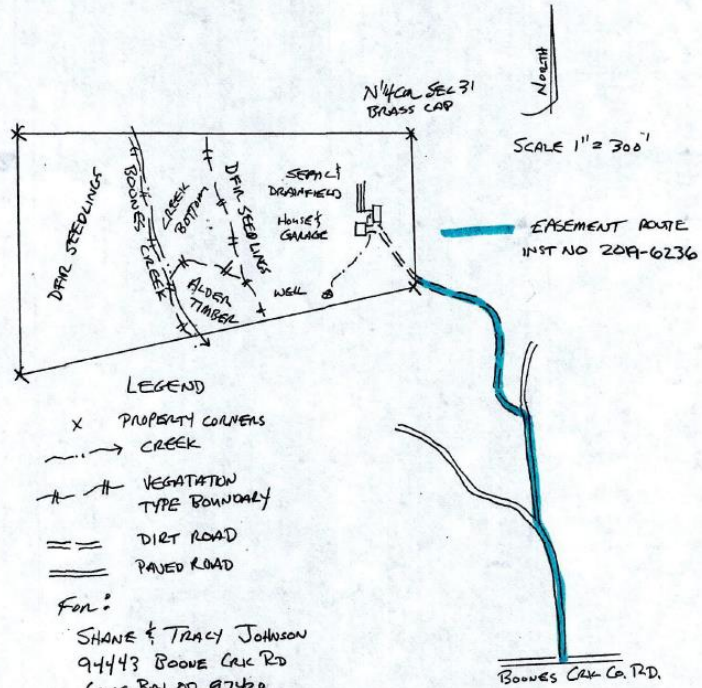 NORTH
N'¼ COR SEC 31
BRASS CAP
SCALE 1" = 300'
EASEMENT ROUTE
INST NO 2019-6236
DFIR SEEDLINGS
BOONES CREEK
CREEK
BOTTOM
DFIR SEEDLINGS
SEPTIC &
DRAINFIELD
HOUSE &
GARAGE
ALDER
TIMBER
WELL
LEGEND
X PROPERTY CORNERS
CREEK
VEGATATION
TYPE BOUNDARY
DIRT ROAD
PAVED ROAD
FOR:
SHANE & TRACY JOHNSON
94443 BOONE CRK RD
BOONES CRK CO. RD.